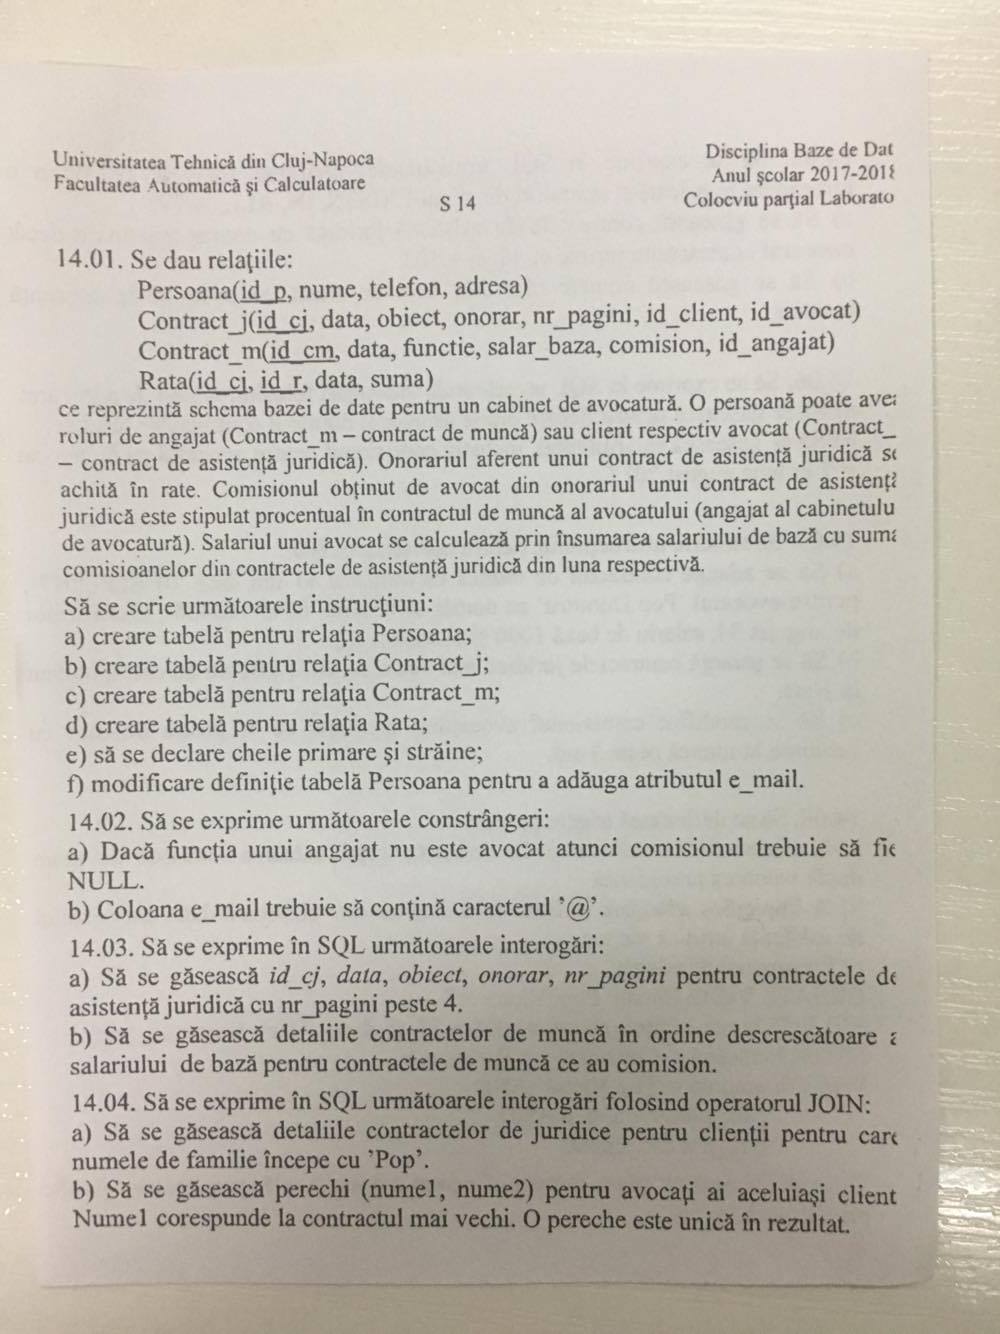 Universitatea Tehnică din Cluj-Napoca
Facultatea Automatică şi Calculatoare
Disciplina Baze de Dat
Anul şcolar 2017-2018
S 14
Colocviu parţial Laborato
14.01. Se dau relaţiile:
Persoana(id_p, nume, telefon, adresa)
Contract_j(id_cj, data, obiect, onorar, nr_pagini, id_client, id_avocat)
Contract_m(id_cm, data, functie, salar_baza, comision, id_angajat)
Rata(id_cj, id_r, data, suma)
ce reprezintă schema bazei de date pentru un cabinet de avocatură. O persoană poate avea
roluri de angajat (Contract_m – contract de muncă) sau client respectiv avocat (Contract_
– contract de asistenţă juridică). Onorariul aferent unui contract de asistenţă juridică se
achită în rate. Comisionul obţinut de avocat din onorariul unui contract de asistenţă
juridică este stipulat procentual în contractul de muncă al avocatului (angajat al cabinetulu
de avocatură). Salariul unui avocat se calculează prin însumarea salariului de bază cu suma
comisioanelor din contractele de asistenţă juridică din luna respectivă.
Să se scrie următoarele instrucţiuni:
a) creare tabelă pentru relaţia Persoana;
b) creare tabelă pentru relaţia Contract_j;
c) creare tabelă pentru relaţia Contract_m;
d) creare tabelă pentru relaţia Rata;
e) să se declare cheile primare şi străine;
f) modificare definiţie tabelă Persoana pentru a adăuga atributul e_mail.
14.02. Să se exprime următoarele constrângeri:
a) Dacă funcţia unui angajat nu este avocat atunci comisionul trebuie să fie
NULL.
b) Coloana e_mail trebuie să conţină caracterul ’@’.
14.03. Să se exprime în SQL următoarele interogări:
a) Să se găsească id_cj, data, obiect, onorar, nr_pagini pentru contractele de
asistenţă juridică cu nr_pagini peste 4.
b) Să se găsească detaliile contractelor de muncă în ordine descrescătoare a
salariului de bază pentru contractele de muncă ce au comision.
14.04. Să se exprime în SQL următoarele interogări folosind operatorul JOIN:
a) Să se găsească detaliile contractelor de juridice pentru clienţii pentru care
numele de familie începe cu ’Pop’.
b) Să se găsească perechi (nume1, nume2) pentru avocaţi ai aceluiaşi client
Nume1 corespunde la contractul mai vechi. O pereche este unică în rezultat.